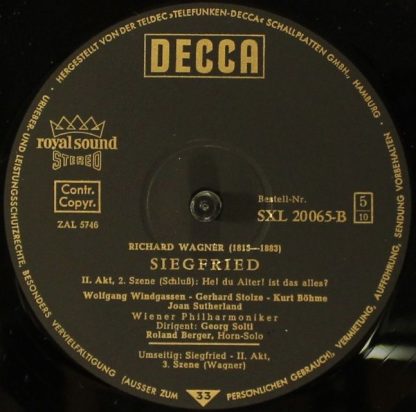 HERGESTELLT VON DER TELDEC »TELEFUNKEN-DECCA« SCHALLPLATTEN GMBH., HAMBURG
URHEBER- UND LEISTUNGSSCHUTZRECHTE, BESONDERS VERVIELFÄLTIGUNG (AUSSER ZUM PERSÖNLICHEN GEBRAUCH), VERMIETUNG, AUFFÜHRUNG, SENDUNG VORBEHALTEN
DECCA
royal sound
STEREO
Contr.
Copyr.
ZAL 5746
Bestell-Nr.
SXL 20065-B
5
10
RICHARD WAGNER (1813—1883)
SIEGFRIED
II. Akt, 2. Szene (Schluß): He! du Alter! ist das alles?
Wolfgang Windgassen - Gerhard Stolze - Kurt Böhme
Joan Sutherland
Wiener Philharmoniker
Dirigent: Georg Solti
Roland Berger, Horn-Solo
Umseitig: Siegfried - II. Akt,
3. Szene (Wagner)
33